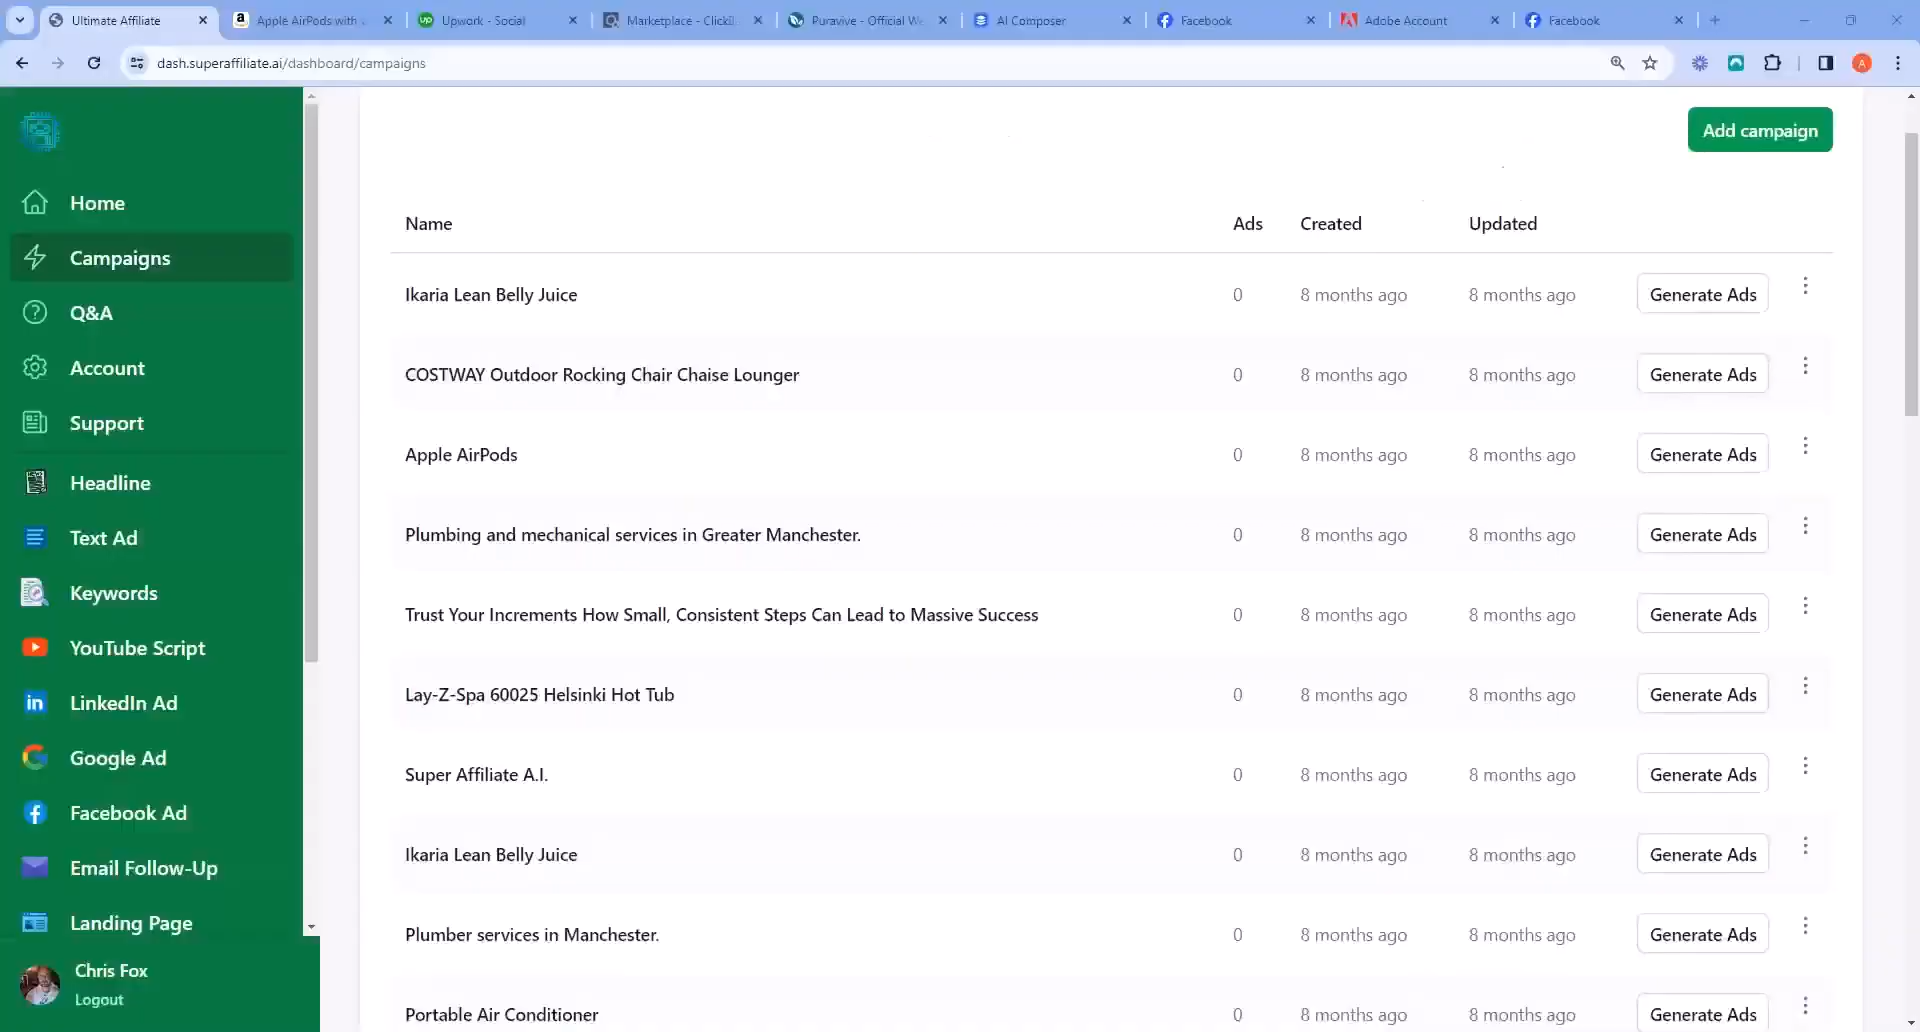 Ultimate Affiliate
Apple AirPods with
Upwork - Social
Marketplace - Click
Puravive - Official We
AI Composer
Facebook
Adobe Account
Facebook
dash.superaffiliate.ai/dashboard/campaigns
A
Add campaign
Home
Campaigns
Q&A
Account
Support
Headline
Text Ad
Keywords
YouTube Script
LinkedIn Ad
Google Ad
Facebook Ad
Email Follow-Up
Landing Page
Chris Fox
Logout
Name Ads Created Updated
Ikaria Lean Belly Juice 0 8 months ago 8 months ago Generate Ads
COSTWAY Outdoor Rocking Chair Chaise Lounger 0 8 months ago 8 months ago Generate Ads
Apple AirPods 0 8 months ago 8 months ago Generate Ads
Plumbing and mechanical services in Greater Manchester. 0 8 months ago 8 months ago Generate Ads
Trust Your Increments How Small, Consistent Steps Can Lead to Massive Success 0 8 months ago 8 months ago Generate Ads
Lay-Z-Spa 60025 Helsinki Hot Tub 0 8 months ago 8 months ago Generate Ads
Super Affiliate A.I. 0 8 months ago 8 months ago Generate Ads
Ikaria Lean Belly Juice 0 8 months ago 8 months ago Generate Ads
Plumber services in Manchester. 0 8 months ago 8 months ago Generate Ads
Portable Air Conditioner 0 8 months ago 8 months ago Generate Ads